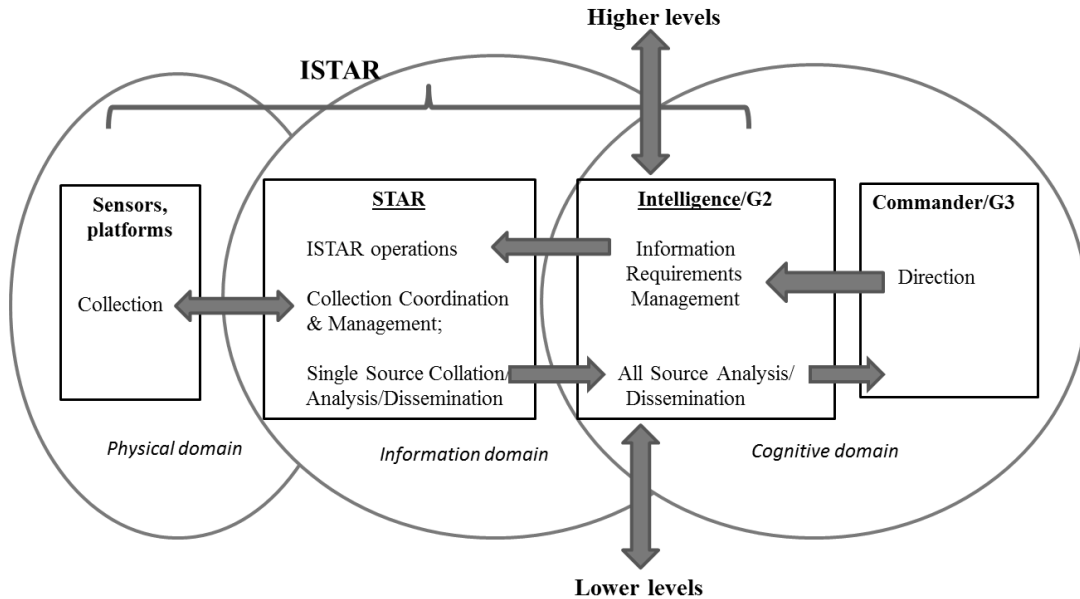 Higher levels
ISTAR
Sensors,
platforms
Collection
STAR
ISTAR operations
Collection Coordination
& Management;
Single Source Collation/
Analysis/Dissemination
Intelligence/G2
Information
Requirements
Management
All Source Analysis/
Dissemination
Commander/G3
Direction
Physical domain
Information domain
Cognitive domain
Lower levels